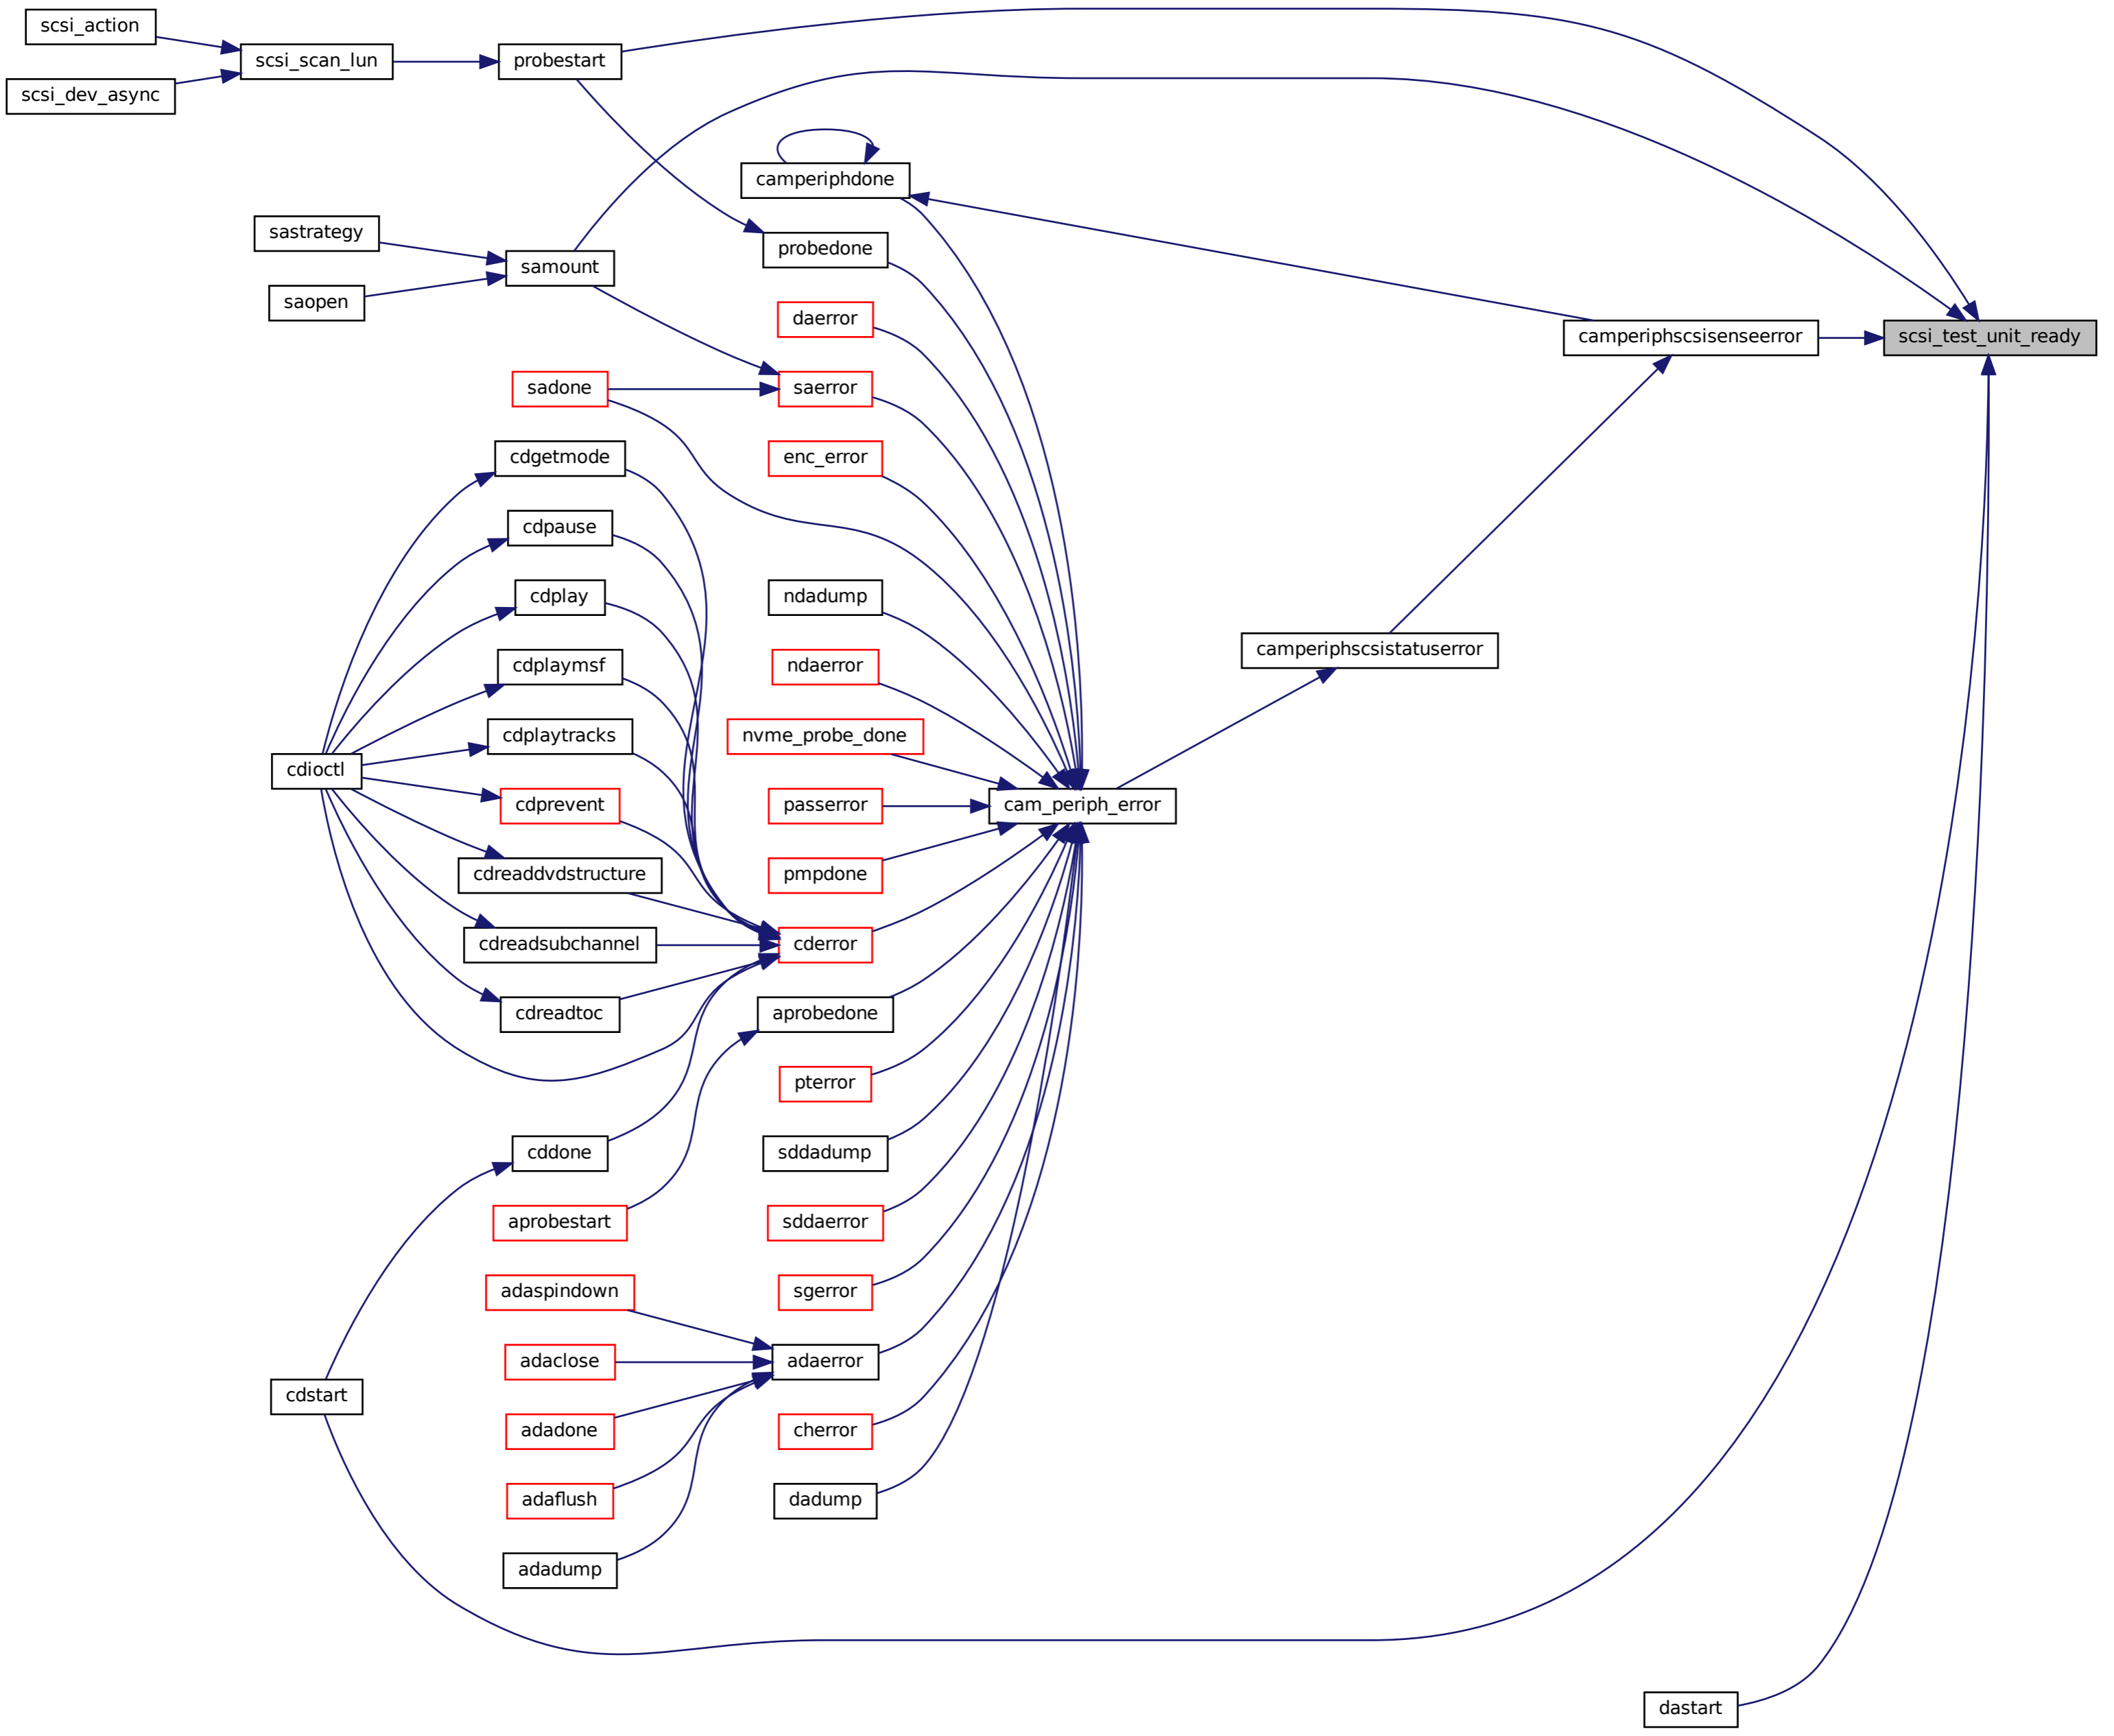 scsi_action
scsi_scan_lun
probestart
scsi_dev_async
camperiphdone
sastrategy
probedone
samount
saopen
daerror
camperiphscsisenseerror
scsi_test_unit_ready
sadone
saerror
cdgetmode
enc_error
cdpause
cdplay
ndadump
cdplaymsf
ndaerror
camperiphscsistatuserror
cdplaytracks
nvme_probe_done
cdioctl
cdprevent
passerror
cam_periph_error
cdreaddvdstructure
pmpdone
cdreadsubchannel
cderror
cdreadtoc
aprobedone
pterror
cddone
sddadump
aprobestart
sddaerror
adaspindown
sgerror
adaclose
adaerror
cdstart
adadone
cherror
adaflush
dadump
adadump
dastart